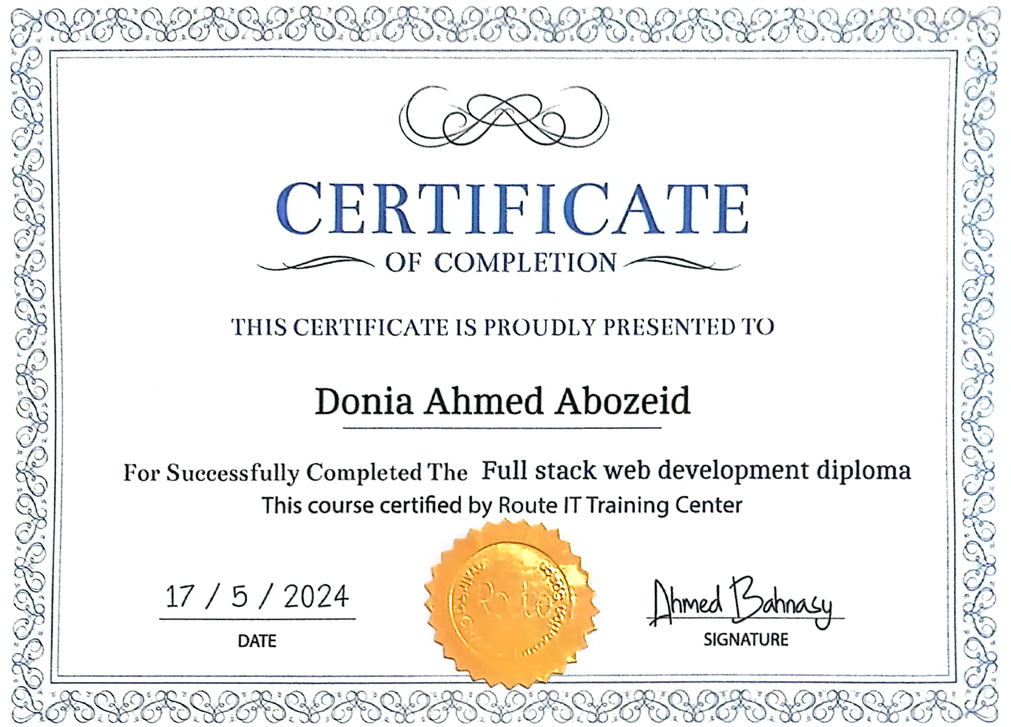 CERTIFICATE
OF COMPLETION
THIS CERTIFICATE IS PROUDLY PRESENTED TO
Donia Ahmed Abozeid
For Successfully Completed The Full stack web development diploma
This course certified by Route IT Training Center
17 / 5 / 2024
DATE
Ahmed Bahnasy
SIGNATURE